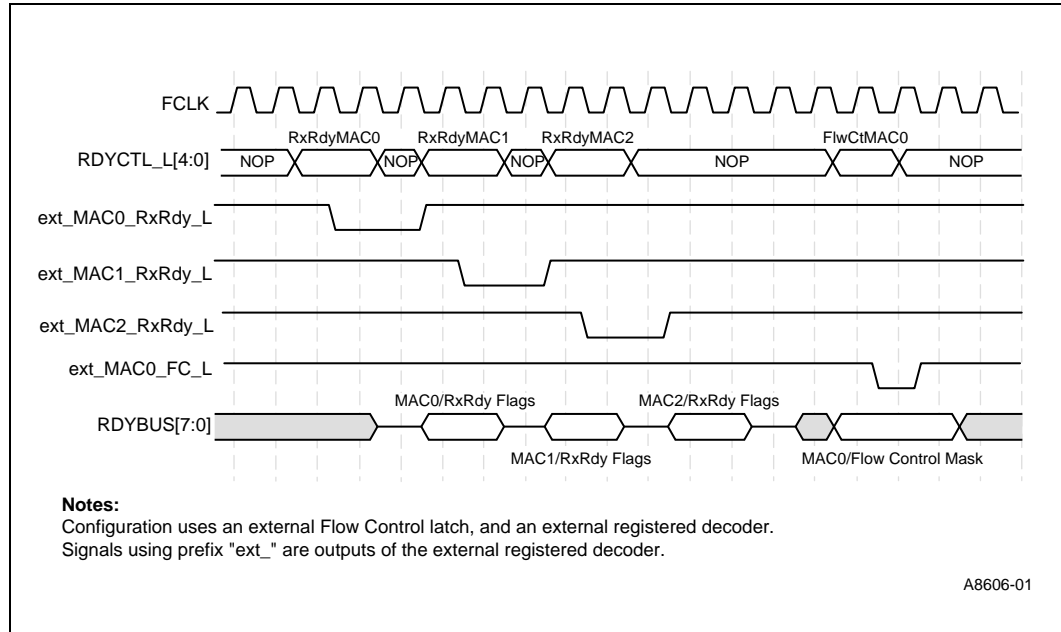 FCLK
RxRdyMAC0 RxRdyMAC1 RxRdyMAC2 FlwCtMAC0
RDYCTL_L[4:0] NOP NOP NOP NOP NOP
ext_MAC0_RxRdy_L
ext_MAC1_RxRdy_L
ext_MAC2_RxRdy_L
ext_MAC0_FC_L
MAC0/RxRdy Flags MAC2/RxRdy Flags
RDYBUS[7:0]
MAC1/RxRdy Flags MAC0/Flow Control Mask
Notes:
Configuration uses an external Flow Control latch, and an external registered decoder.
Signals using prefix "ext_" are outputs of the external registered decoder.
A8606-01